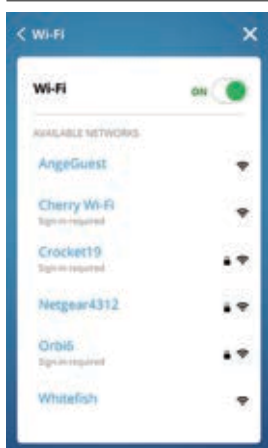 Wi-Fi
Wi-Fi
ON
AVAILABLE NETWORKS
AngeGuest
Cherry Wi-Fi
Sign-in required
Crocket19
Sign-in required
Netgear4312
Orbi6
Sign-in required
Whitefish